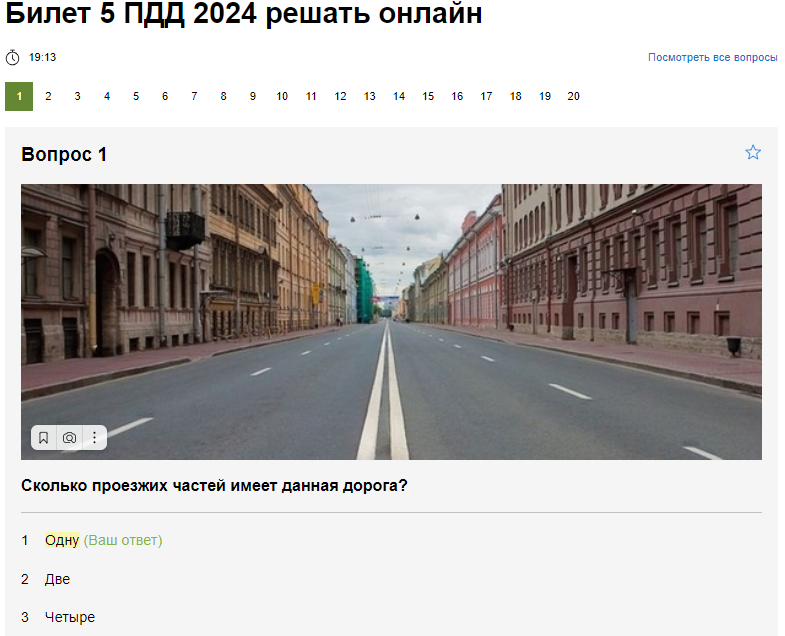 Билет 5 ПДД 2024 решать онлайн
19:13 Посмотреть все вопросы
1 2 3 4 5 6 7 8 9 10 11 12 13 14 15 16 17 18 19 20
Вопрос 1
Сколько проезжих частей имеет данная дорога?
1 Одну (Ваш ответ)
2 Две
3 Четыре